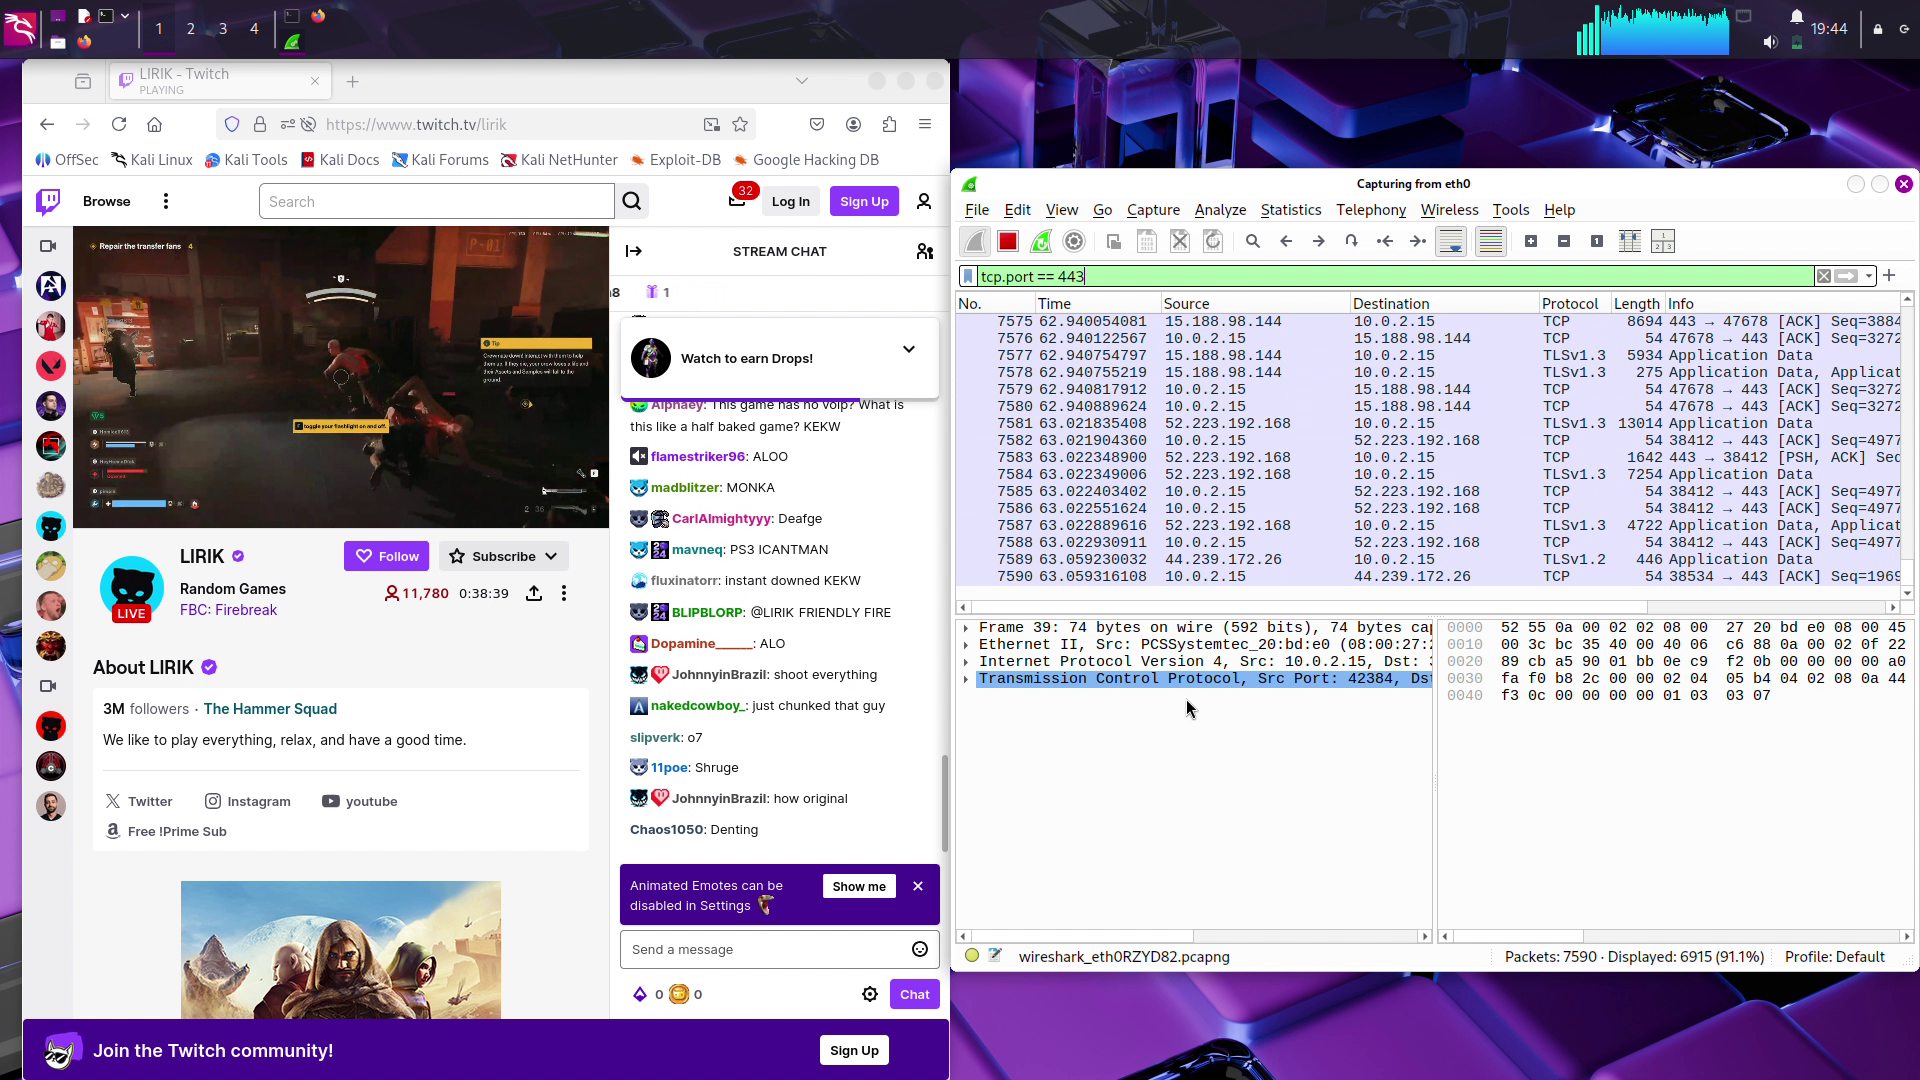 1 2 3 4
19:44
LIRIK - Twitch
PLAYING
https://www.twitch.tv/lirik
OffSec Kali Linux Kali Tools Kali Docs Kali Forums Kali NetHunter Exploit-DB Google Hacking DB
Browse
Search
32
Log In
Sign Up
Repair the transfer fans 4
P-01
Tip
toggle your flashlight on and off.
LIRIK
Follow
Subscribe
Random Games
11,780 0:38:39
FBC: Firebreak
LIVE
About LIRIK
3M followers · The Hammer Squad
We like to play everything, relax, and have a good time.
Twitter Instagram youtube
Free !Prime Sub
STREAM CHAT
1
Watch to earn Drops!
Alphaey: This game has no voip? What is
this like a half baked game? KEKW
flamestriker96: ALOO
madblitzer: MONKA
CarlAlmightyyy: Deafge
mavneq: PS3 ICANTMAN
fluxinatorr: instant downed KEKW
BLIPBLORP: @LIRIK FRIENDLY FIRE
Dopamine______: ALO
JohnnyinBrazil: shoot everything
nakedcowboy_: just chunked that guy
slipverk: o7
11poe: Shruge
JohnnyinBrazil: how original
Chaos1050: Denting
Animated Emotes can be
disabled in Settings
Show me
Send a message
0 0
Chat
Join the Twitch community!
Sign Up
Capturing from eth0
File Edit View Go Capture Analyze Statistics Telephony Wireless Tools Help
tcp.port == 443
No. Time Source Destination Protocol Length Info
7575 62.940054081 15.188.98.144 10.0.2.15 TCP 8694 443 → 47678 [ACK] Seq=3884
7576 62.940122567 10.0.2.15 15.188.98.144 TCP 54 47678 → 443 [ACK] Seq=3272
7577 62.940754797 15.188.98.144 10.0.2.15 TLSv1.3 5934 Application Data
7578 62.940755219 15.188.98.144 10.0.2.15 TLSv1.3 275 Application Data, Applicat
7579 62.940817912 10.0.2.15 15.188.98.144 TCP 54 47678 → 443 [ACK] Seq=3272
7580 62.940889624 10.0.2.15 15.188.98.144 TCP 54 47678 → 443 [ACK] Seq=3272
7581 63.021835408 52.223.192.168 10.0.2.15 TLSv1.3 13014 Application Data
7582 63.021904360 10.0.2.15 52.223.192.168 TCP 54 38412 → 443 [ACK] Seq=4977
7583 63.022348900 52.223.192.168 10.0.2.15 TCP 1642 443 → 38412 [PSH, ACK] Seq
7584 63.022349006 52.223.192.168 10.0.2.15 TLSv1.3 7254 Application Data
7585 63.022403402 10.0.2.15 52.223.192.168 TCP 54 38412 → 443 [ACK] Seq=4977
7586 63.022551624 10.0.2.15 52.223.192.168 TCP 54 38412 → 443 [ACK] Seq=4977
7587 63.022889616 52.223.192.168 10.0.2.15 TLSv1.3 4722 Application Data, Applicat
7588 63.022930911 10.0.2.15 52.223.192.168 TCP 54 38412 → 443 [ACK] Seq=4977
7589 63.059230032 44.239.172.26 10.0.2.15 TLSv1.2 446 Application Data
7590 63.059316108 10.0.2.15 44.239.172.26 TCP 54 38534 → 443 [ACK] Seq=1969
Frame 39: 74 bytes on wire (592 bits), 74 bytes cap
Ethernet II, Src: PCSSystemtec_20:bd:e0 (08:00:27:2
Internet Protocol Version 4, Src: 10.0.2.15, Dst: 3
Transmission Control Protocol, Src Port: 42384, Dst
0000 52 55 0a 00 02 02 08 00 27 20 bd e0 08 00 45
0010 00 3c bc 35 40 00 40 06 c6 88 0a 00 02 0f 22
0020 89 cb a5 90 01 bb 0e c9 f2 0b 00 00 00 00 a0
0030 fa f0 b8 2c 00 00 02 04 05 b4 04 02 08 0a 44
0040 f3 0c 00 00 00 00 01 03 03 07
wireshark_eth0RZYD82.pcapng
Packets: 7590 · Displayed: 6915 (91.1%)
Profile: Default